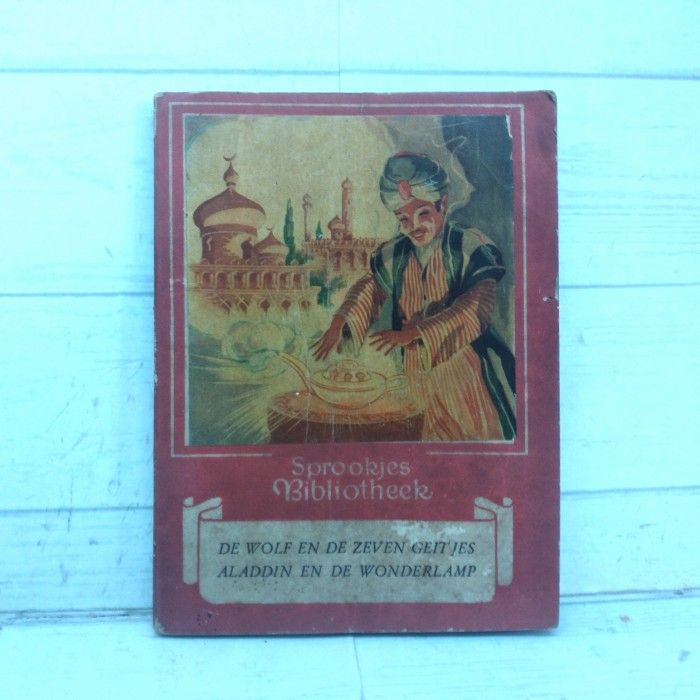 Sprookjes
Bibliotheek
DE WOLF EN DE ZEVEN GEITJES
ALADDIN EN DE WONDERLAMP